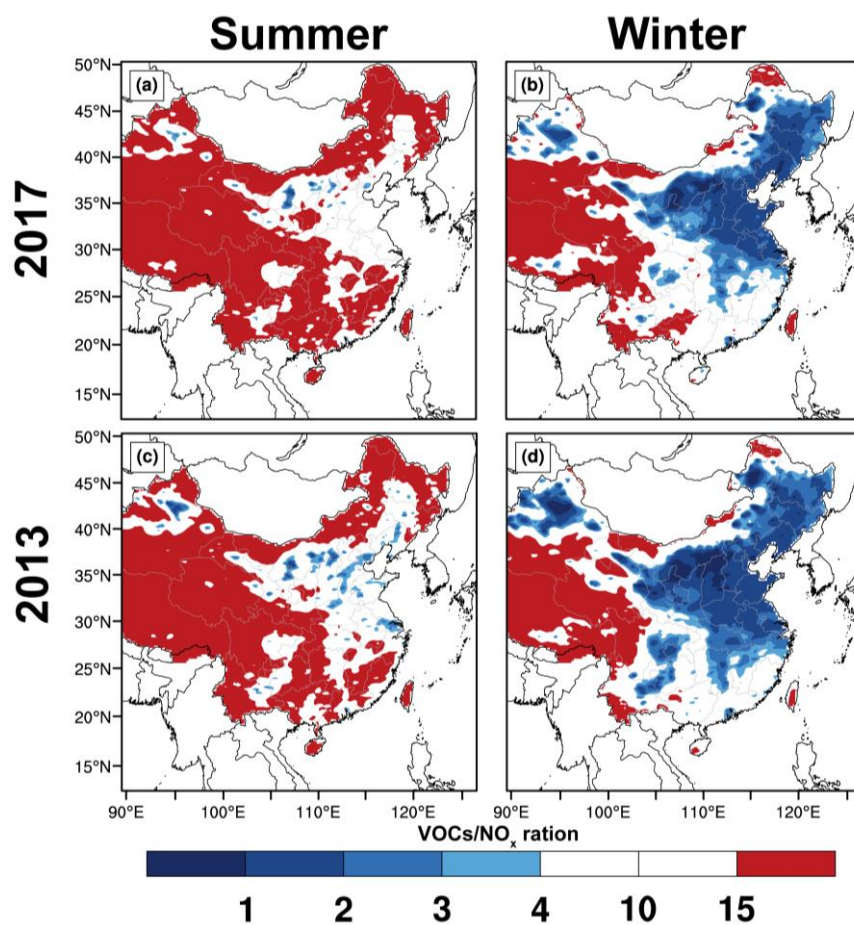 Summer Winter
2017
(a) (b)
50°N
45°N
40°N
35°N
30°N
25°N
20°N
15°N
2013
(c) (d)
50°N
45°N
40°N
35°N
30°N
25°N
20°N
15°N
90°E 100°E 110°E 120°E 90°E 100°E 110°E 120°E
VOCs/NOx ration
1 2 3 4 10 15